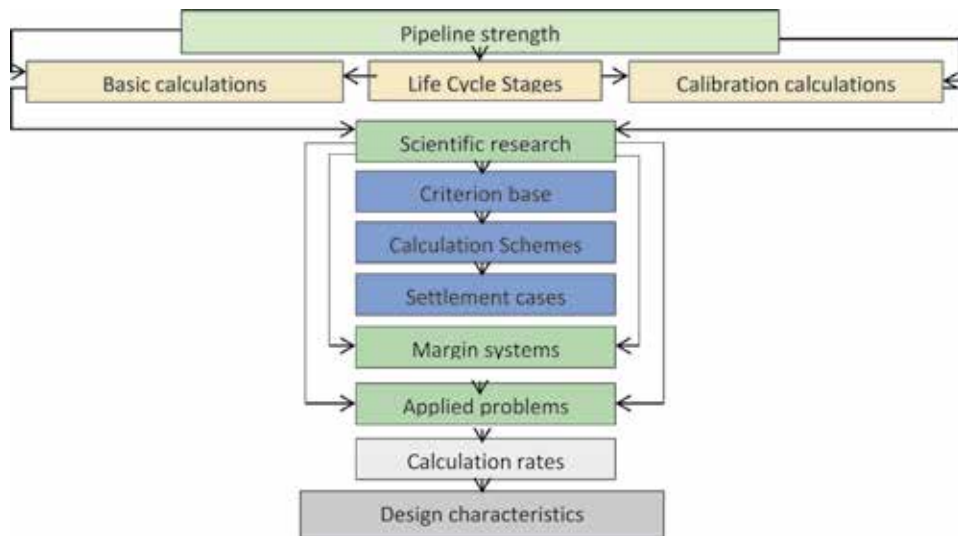 Pipeline strength
Basic calculations
Life Cycle Stages
Calibration calculations
Scientific research
Criterion base
Calculation Schemes
Settlement cases
Margin systems
Applied problems
Calculation rates
Design characteristics